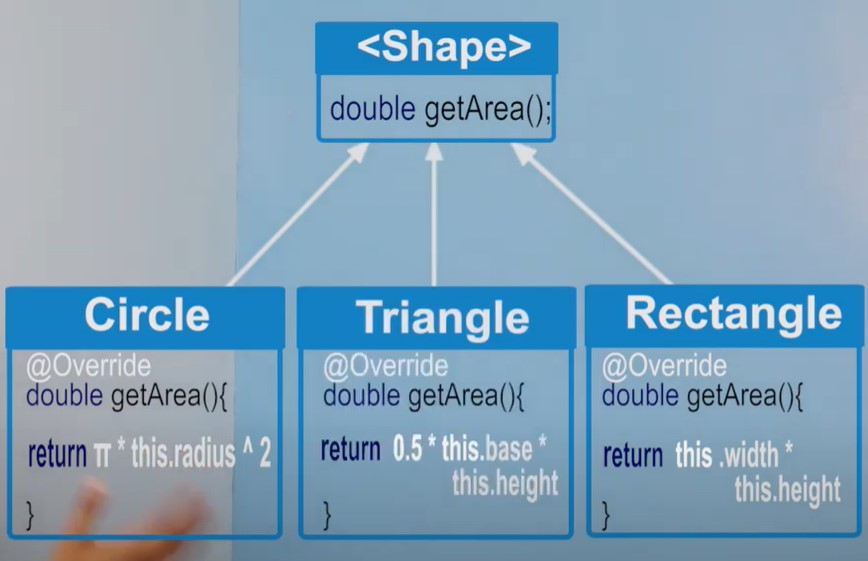 <Shape>
double getArea();
Circle
@Override
double getArea(){
return π * this.radius ^ 2
}
Triangle
@Override
double getArea(){
return 0.5 * this.base *
this.height
}
Rectangle
@Override
double getArea(){
return this .width *
this.height
}